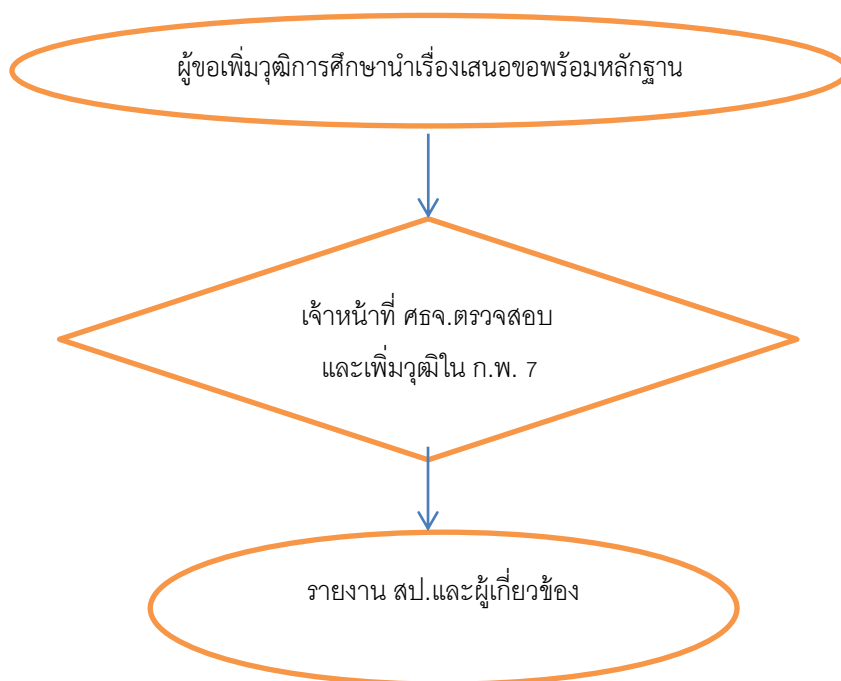 ผู้ขอเพิ่มวุฒิการศึกษานำเรื่องเสนอขอพร้อมหลักฐาน
เจ้าหน้าที่ ศธจ.ตรวจสอบ
และเพิ่มวุฒิใน ก.พ. 7
รายงาน สป.และผู้เกี่ยวข้อง